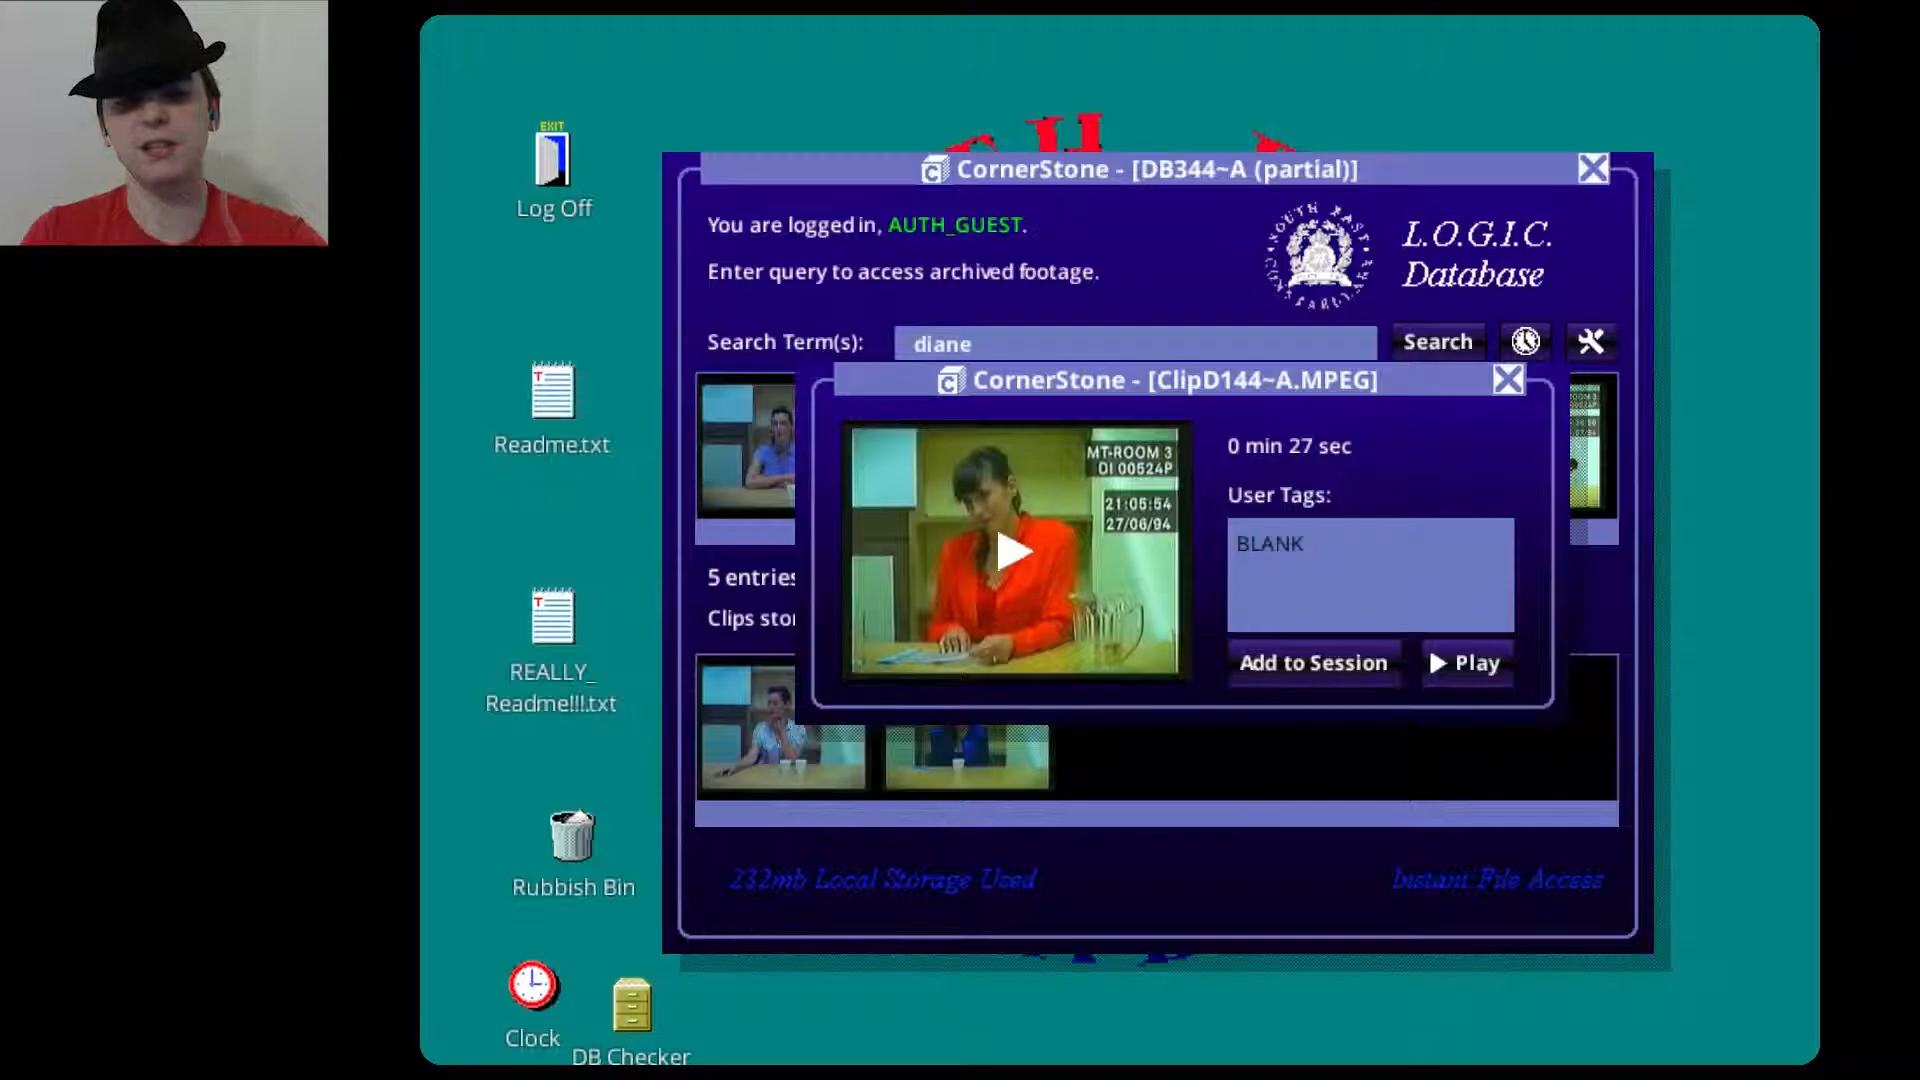 EXIT
Log Off
Readme.txt
REALLY_
Readme!!!.txt
Rubbish Bin
Clock
DB Checker
CornerStone - [DB344~A (partial)]
You are logged in, AUTH_GUEST.
Enter query to access archived footage.
L.O.G.I.C.
Database
Search Term(s):
diane
Search
CornerStone - [ClipD144~A.MPEG]
MT-ROOM 3
DI 00524P
21:05:54
27/06/94
0 min 27 sec
User Tags:
BLANK
Add to Session
Play
5 entries
Clips
232mb Local Storage Used
Instant File Access